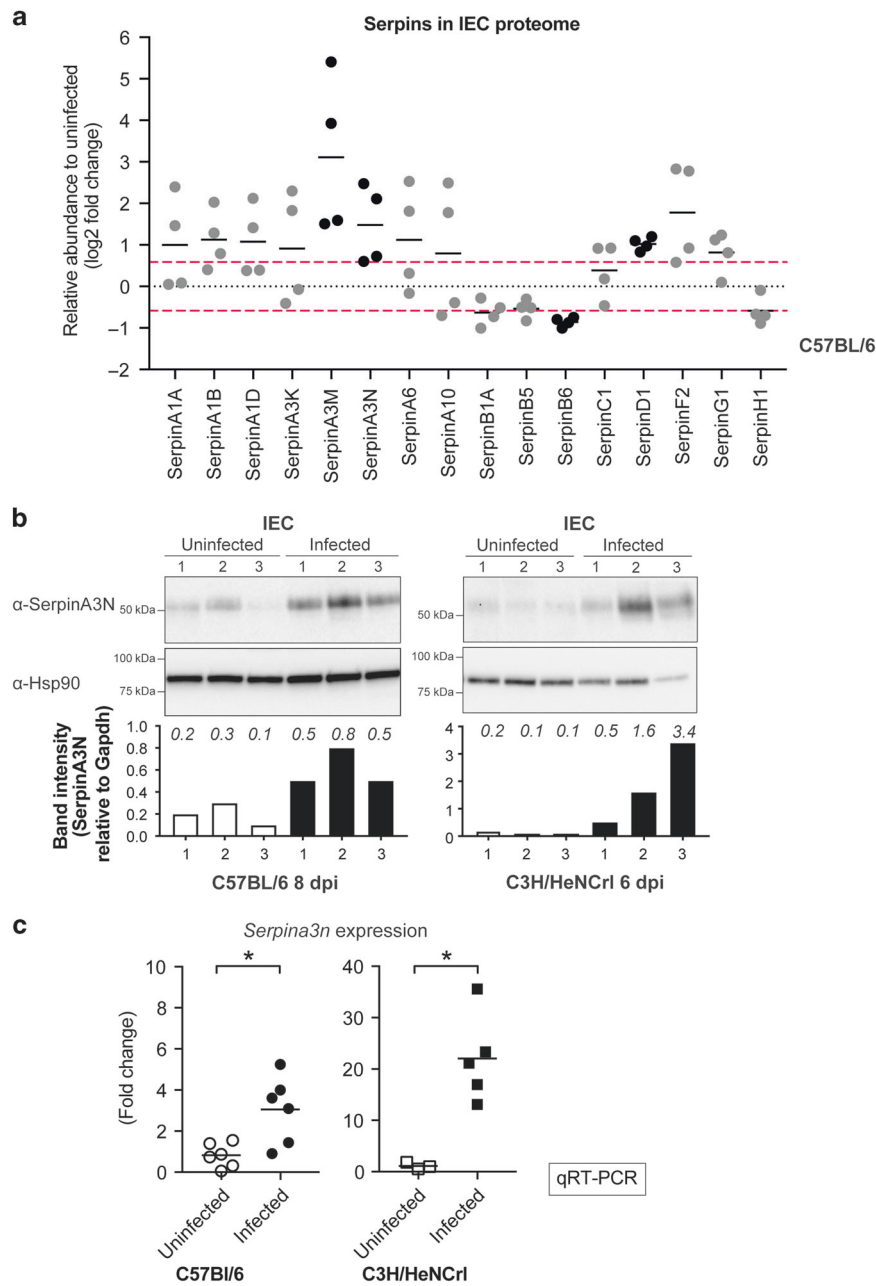 a
Serpins in IEC proteome
Relative abundance to uninfected
(log2 fold change)
6
5
4
3
2
1
0
–1
–2
C57BL/6
SerpinA1A
SerpinA1B
SerpinA1D
SerpinA3K
SerpinA3M
SerpinA3N
SerpinA6
SerpinA10
SerpinB1A
SerpinB5
SerpinB6
SerpinC1
SerpinD1
SerpinF2
SerpinG1
SerpinH1
b
IEC
Uninfected Infected
1 2 3 1 2 3
α-SerpinA3N
50 kDa
α-Hsp90
100 kDa
75 kDa
Band intensity
(SerpinA3N
relative to Gapdh)
1.0
0.8
0.6
0.4
0.2
0.0
0.2 0.3 0.1 0.5 0.8 0.5
1 2 3 1 2 3
C57BL/6 8 dpi
IEC
Uninfected Infected
1 2 3 1 2 3
50 kDa
100 kDa
75 kDa
4
3
2
1
0
0.2 0.1 0.1 0.5 1.6 3.4
1 2 3 1 2 3
C3H/HeNCrl 6 dpi
c
Serpina3n expression
(Fold change)
10
8
6
4
2
0
*
Uninfected
Infected
C57Bl/6
40
30
20
10
0
*
Uninfected
Infected
C3H/HeNCrl
qRT-PCR